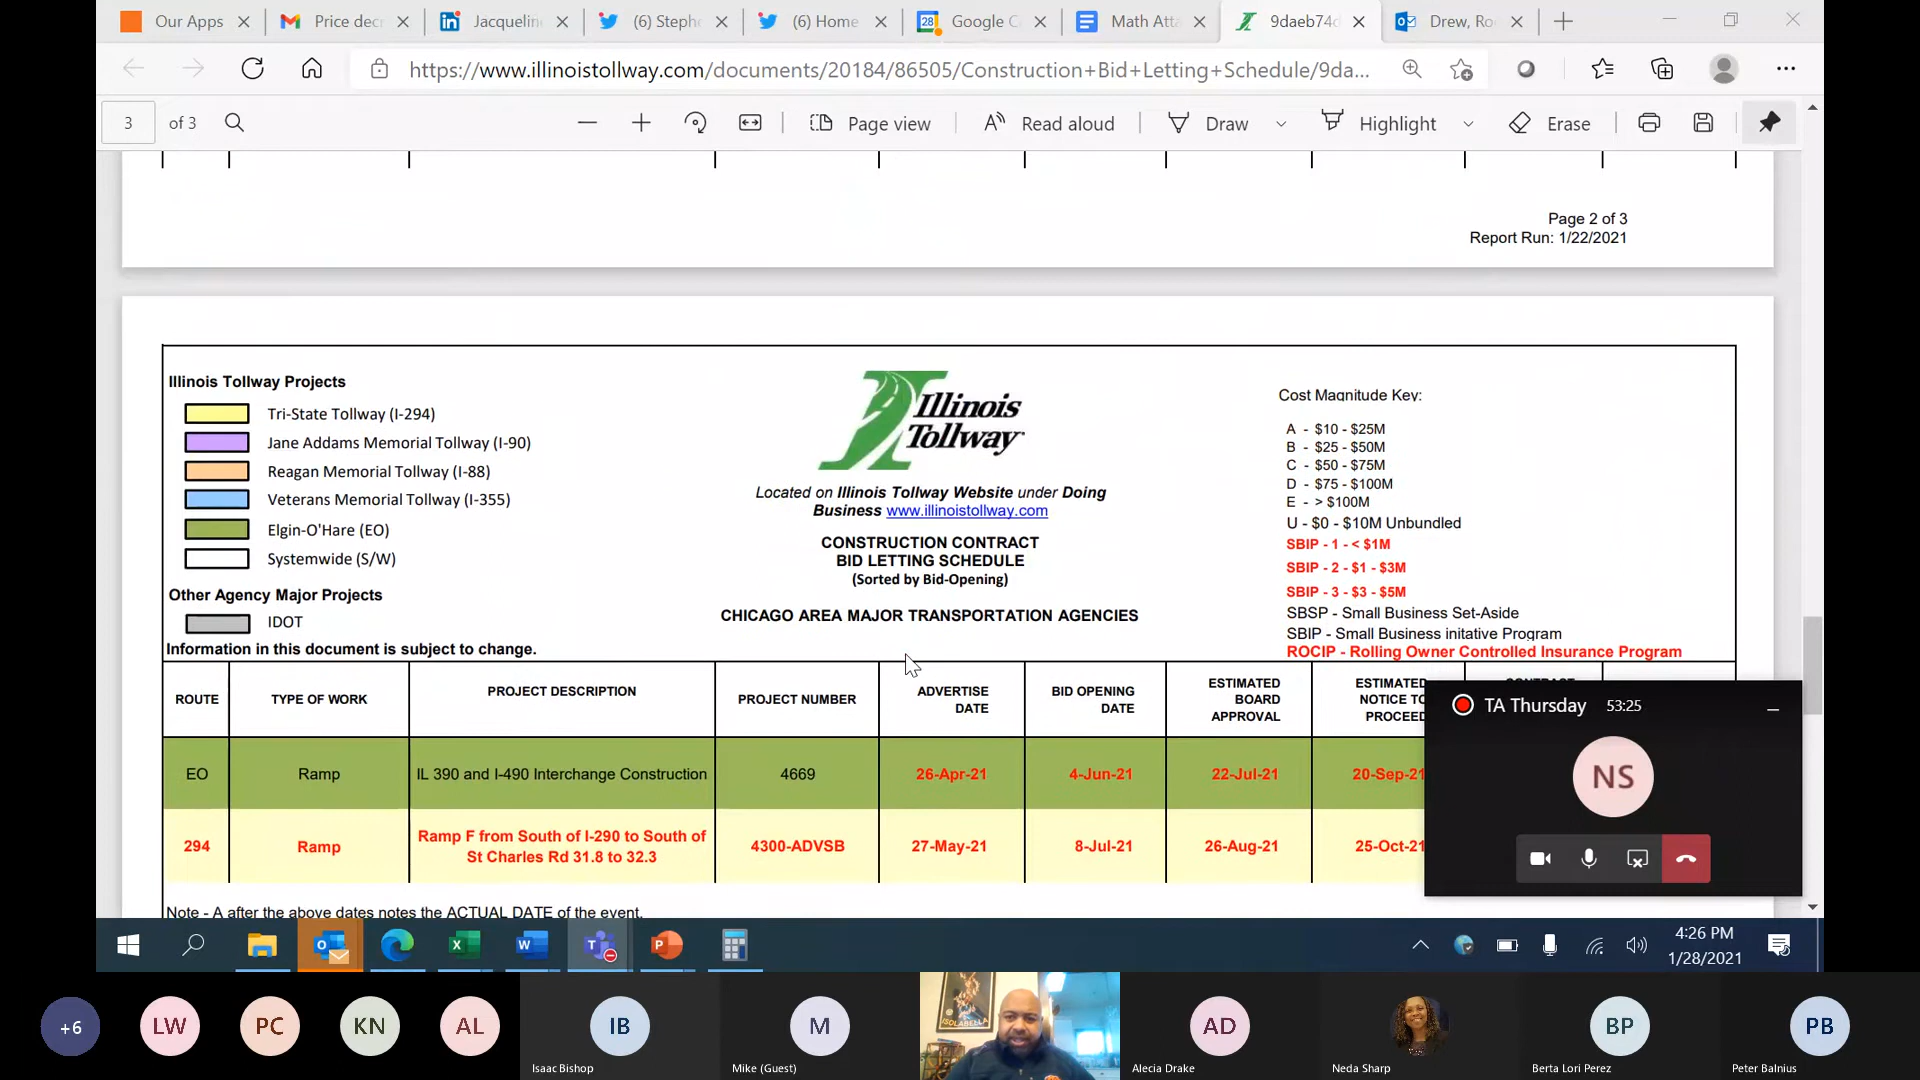 Our Apps
Price dec
Jacquelin
(6) Steph
(6) Home
Google C
Math Atta
9daeb74d
Drew, Ro
https://www.illinoistollway.com/documents/20184/86505/Construction+Bid+Letting+Schedule/9da...
3 of 3
Page view
Read aloud
Draw
Highlight
Erase
Page 2 of 3
Report Run: 1/22/2021
Illinois Tollway Projects
Tri-State Tollway (I-294)
Jane Addams Memorial Tollway (I-90)
Reagan Memorial Tollway (I-88)
Veterans Memorial Tollway (I-355)
Elgin-O'Hare (EO)
Systemwide (S/W)
Other Agency Major Projects
IDOT
Information in this document is subject to change.
Illinois
Tollway
Located on Illinois Tollway Website under Doing
Business www.illinoistollway.com
CONSTRUCTION CONTRACT
BID LETTING SCHEDULE
(Sorted by Bid-Opening)
CHICAGO AREA MAJOR TRANSPORTATION AGENCIES
Cost Magnitude Key:
A - $10 - $25M
B - $25 - $50M
C - $50 - $75M
D - $75 - $100M
E - > $100M
U - $0 - $10M Unbundled
SBIP - 1 - < $1M
SBIP - 2 - $1 - $3M
SBIP - 3 - $3 - $5M
SBSP - Small Business Set-Aside
SBIP - Small Business initative Program
ROCIP - Rolling Owner Controlled Insurance Program
ROUTE
TYPE OF WORK
PROJECT DESCRIPTION
PROJECT NUMBER
ADVERTISE
DATE
BID OPENING
DATE
ESTIMATED
BOARD
APPROVAL
ESTIMATED
NOTICE TO
PROCEED
EO
Ramp
IL 390 and I-490 Interchange Construction
4669
26-Apr-21
4-Jun-21
22-Jul-21
20-Sep-21
294
Ramp
Ramp F from South of I-290 to South of
St Charles Rd 31.8 to 32.3
4300-ADVSB
27-May-21
8-Jul-21
26-Aug-21
25-Oct-21
Note - A after the above dates notes the ACTUAL DATE of the event.
TA Thursday 53:25
NS
4:26 PM
1/28/2021
+6
LW
PC
KN
AL
IB
Isaac Bishop
M
Mike (Guest)
ISOLABELLA
AD
Alecia Drake
Neda Sharp
BP
Berta Lori Perez
PB
Peter Balnius